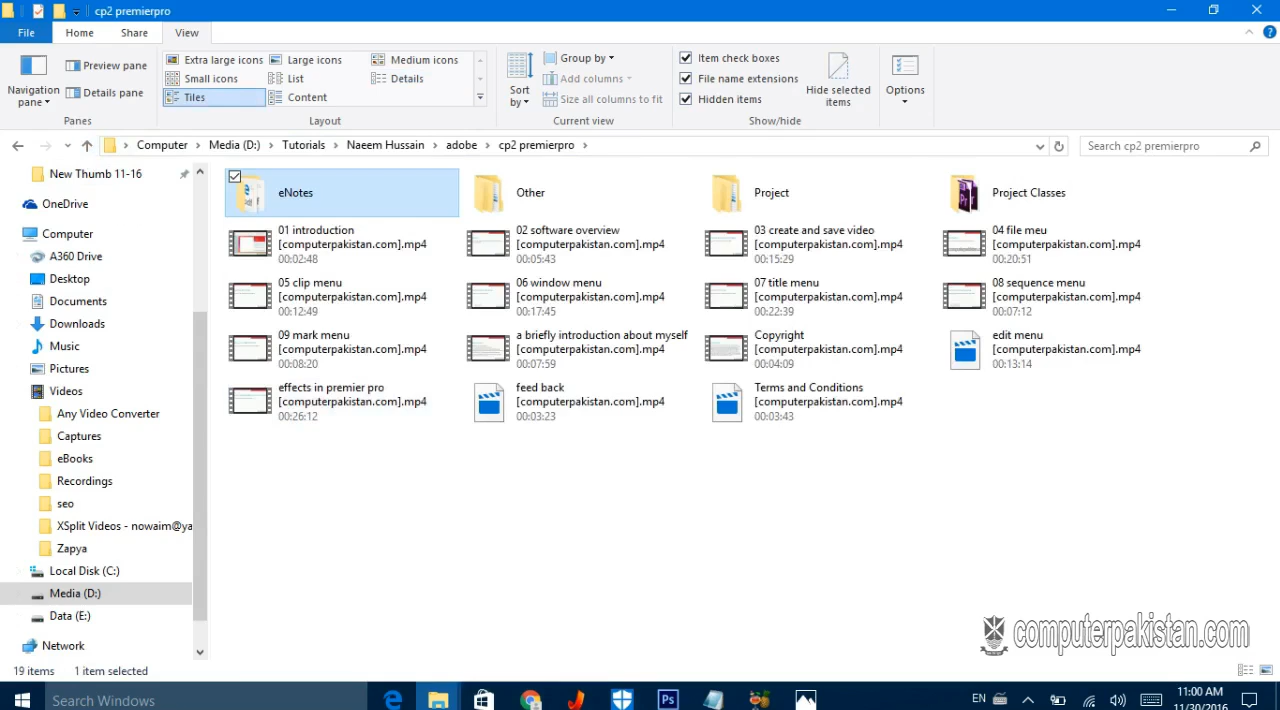 cp2 premierpro
File
Home
Share
View
Navigation pane
Preview pane
Details pane
Panes
Extra large icons
Large icons
Medium icons
Small icons
List
Details
Tiles
Content
Layout
Sort by
Group by
Add columns
Size all columns to fit
Current view
Item check boxes
File name extensions
Hidden items
Hide selected items
Show/hide
Options
Computer
Media (D:)
Tutorials
Naeem Hussain
adobe
cp2 premierpro
Search cp2 premierpro
New Thumb 11-16
OneDrive
Computer
A360 Drive
Desktop
Documents
Downloads
Music
Pictures
Videos
Any Video Converter
Captures
eBooks
Recordings
seo
XSplit Videos - nowaim@ya
Zapya
Local Disk (C:)
Media (D:)
Data (E:)
Network
eNotes
Other
Project
Project Classes
01 introduction
[computerpakistan.com].mp4
00:02:48
02 software overview
[computerpakistan.com].mp4
00:05:43
03 create and save video
[computerpakistan.com].mp4
00:15:29
04 file meu
[computerpakistan.com].mp4
00:20:51
05 clip menu
[computerpakistan.com].mp4
00:12:49
06 window menu
[computerpakistan.com].mp4
00:17:45
07 title menu
[computerpakistan.com].mp4
00:22:39
08 sequence menu
[computerpakistan.com].mp4
00:07:12
09 mark menu
[computerpakistan.com].mp4
00:08:20
a briefly introduction about myself
[computerpakistan.com].mp4
00:07:59
Copyright
[computerpakistan.com].mp4
00:04:09
edit menu
[computerpakistan.com].mp4
00:13:14
effects in premier pro
[computerpakistan.com].mp4
00:26:12
feed back
[computerpakistan.com].mp4
00:03:23
Terms and Conditions
[computerpakistan.com].mp4
00:03:43
computerpakistan.com
19 items
1 item selected
Search Windows
Ps
EN
11:00 AM
11/30/2016